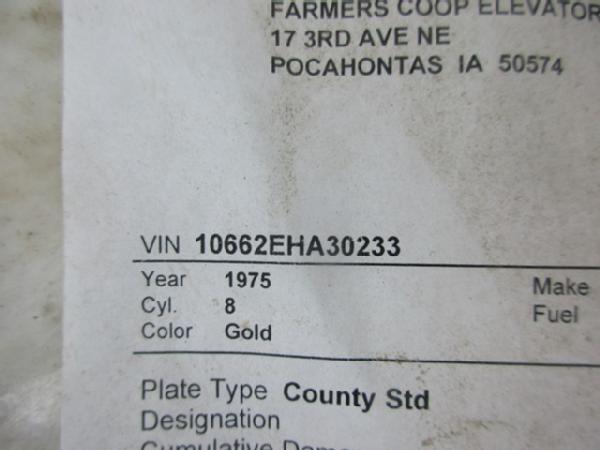 FARMERS COOP ELEVATOR
17 3RD AVE NE
POCAHONTAS IA 50574
VIN 10662EHA30233
Year 1975 Make
Cyl. 8 Fuel
Color Gold
Plate Type County Std
Designation
Cumulative